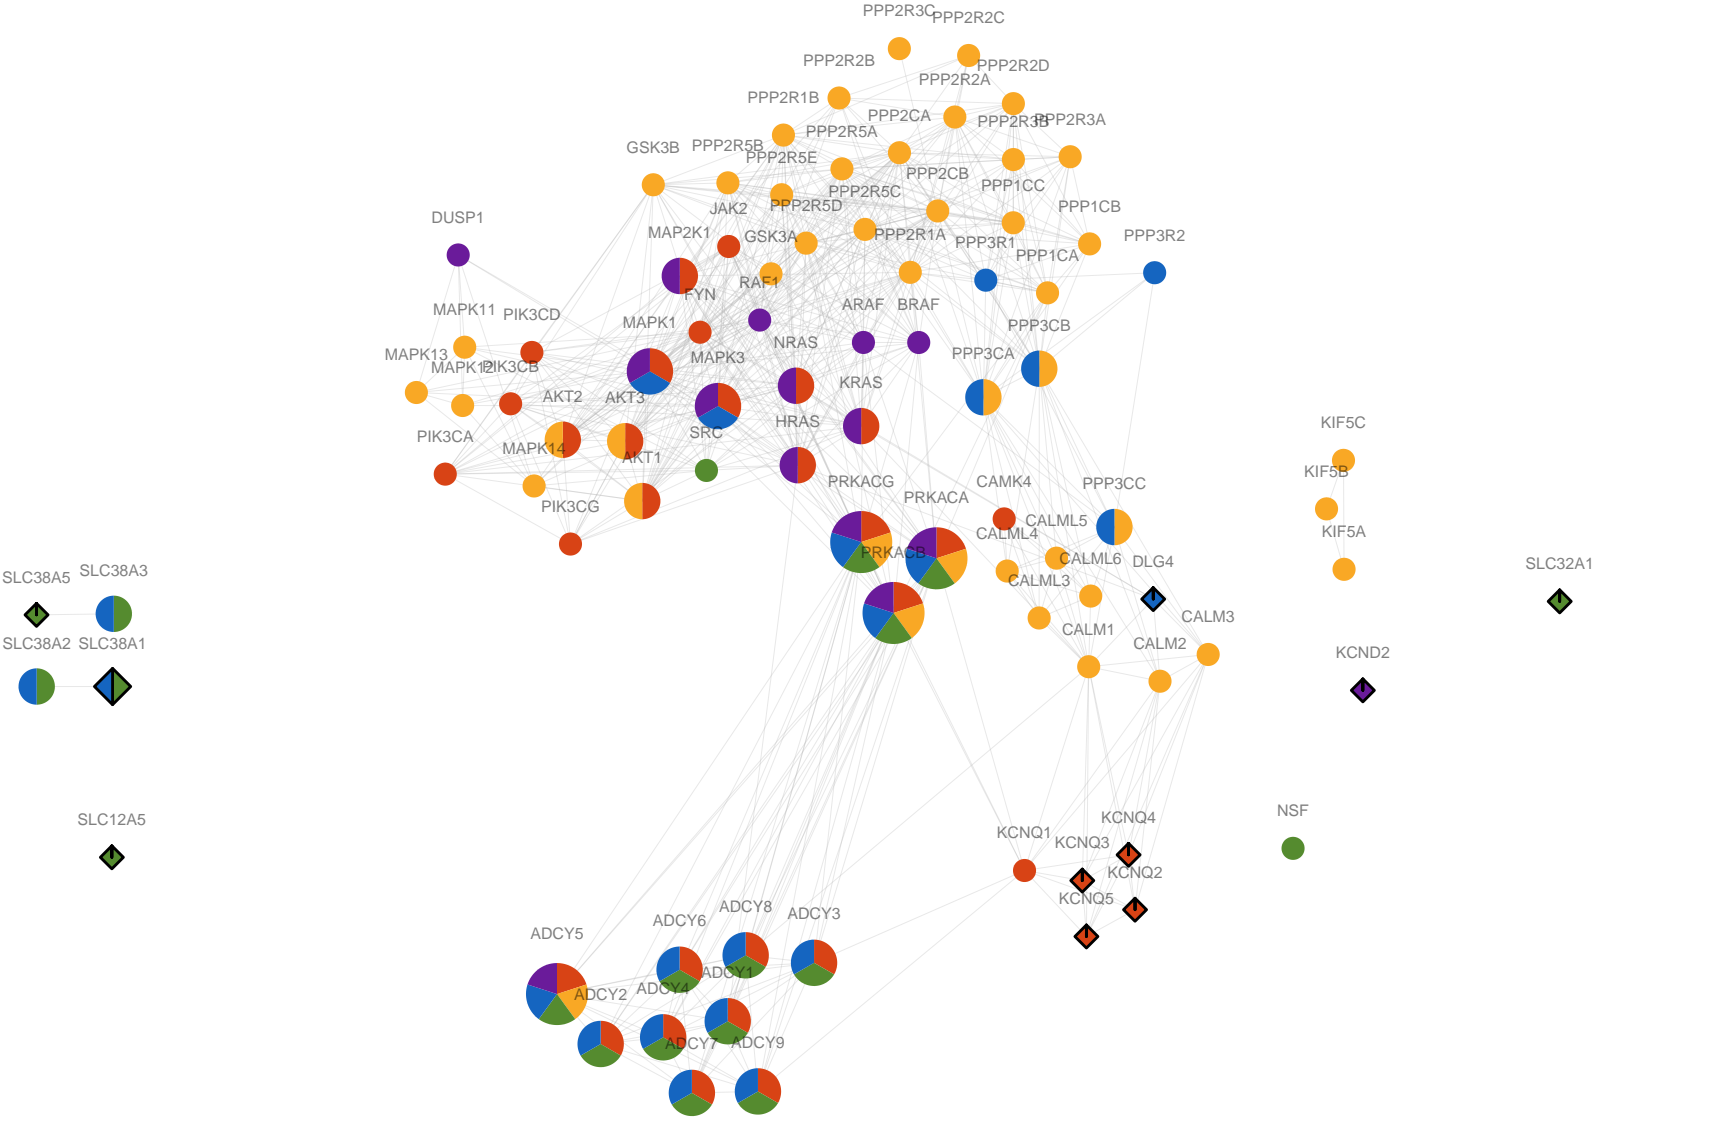 PPP2R3C
PPP2R2C
PPP2R2B
PPP2R2D
PPP2R2A
PPP2R1B
PPP2CA
PPP2R3B
PPP2R3A
PPP2R5A
GSK3B
PPP2R5B
PPP2R5E
PPP2CB
PPP1CC
PPP2R5C
PPP2R5D
PPP1CB
JAK2
DUSP1
MAP2K1
GSK3A
PPP2R1A
PPP3R1
PPP3R2
PPP1CA
RAF1
FYN
ARAF
BRAF
MAPK11
PIK3CD
MAPK1
PPP3CB
NRAS
MAPK13
MAPK12
PIK3CB
MAPK3
PPP3CA
KRAS
AKT2
AKT3
HRAS
KIF5C
SRC
PIK3CA
MAPK14
AKT1
KIF5B
PRKACG
PRKACA
CAMK4
PPP3CC
PIK3CG
CALML5
CALML4
KIF5A
PRKACB
CALML6
DLG4
SLC32A1
SLC38A5
SLC38A3
CALML3
CALM3
CALM1
CALM2
SLC38A2
SLC38A1
KCND2
SLC12A5
NSF
KCNQ4
KCNQ1
KCNQ3
KCNQ2
KCNQ5
ADCY8
ADCY3
ADCY6
ADCY5
ADCY1
ADCY4
ADCY2
ADCY7
ADCY9